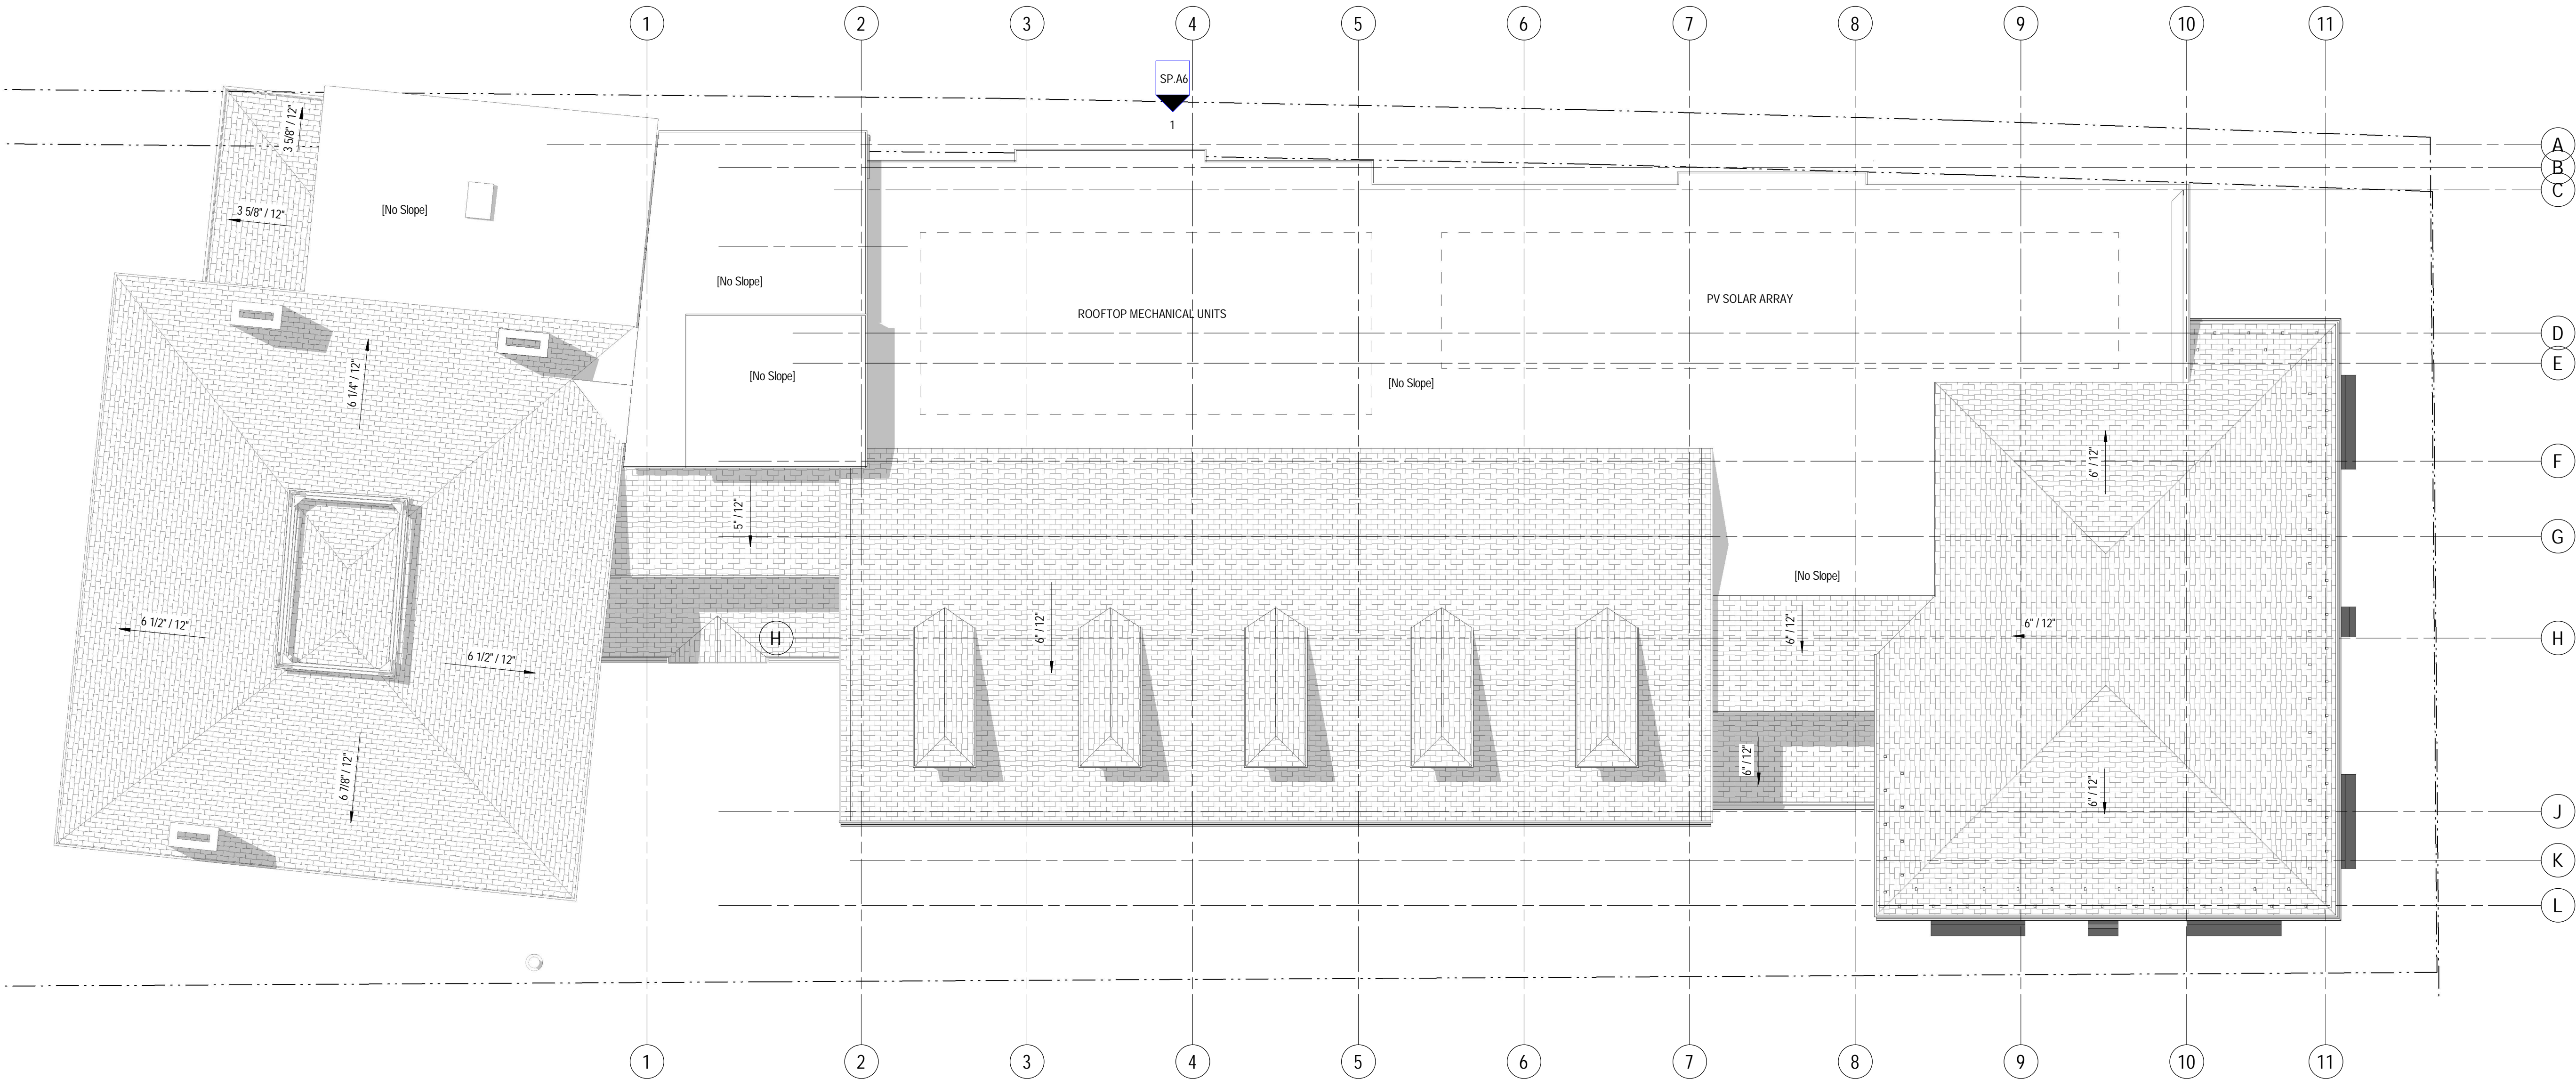 1
2
3
4
5
6
7
8
9
10
11
SP.A6
1
A
B
C
D
E
F
G
H
J
K
L
3 5/8" / 12"
3 5/8" / 12"
[No Slope]
[No Slope]
[No Slope]
ROOFTOP MECHANICAL UNITS
PV SOLAR ARRAY
[No Slope]
6 1/4" / 12"
5" / 12"
6" / 12"
[No Slope]
H
6 1/2" / 12"
6 1/2" / 12"
6" / 12"
6" / 12"
6" / 12"
6 7/8" / 12"
6" / 12"
6" / 12"
1
2
3
4
5
6
7
8
9
10
11